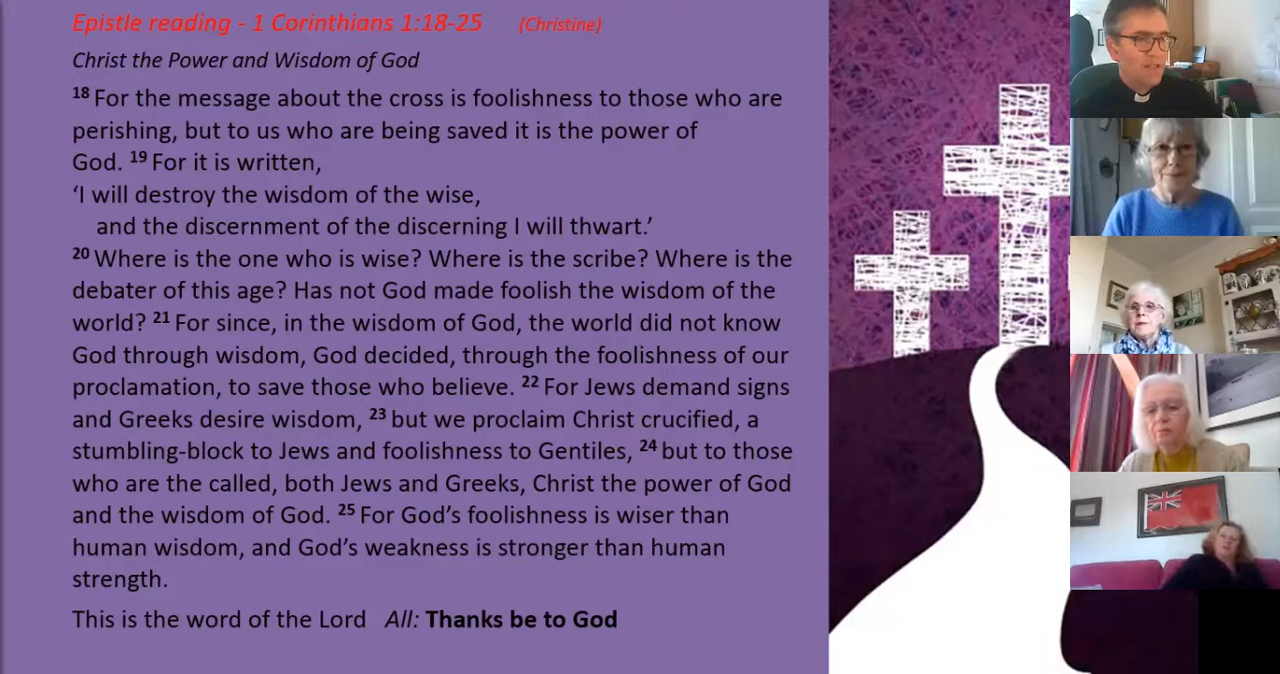 Epistle reading - 1 Corinthians 1:18-25 (Christine)
Christ the Power and Wisdom of God
18 For the message about the cross is foolishness to those who are
perishing, but to us who are being saved it is the power of
God. 19 For it is written,
‘I will destroy the wisdom of the wise,
and the discernment of the discerning I will thwart.’
20 Where is the one who is wise? Where is the scribe? Where is the
debater of this age? Has not God made foolish the wisdom of the
world? 21 For since, in the wisdom of God, the world did not know
God through wisdom, God decided, through the foolishness of our
proclamation, to save those who believe. 22 For Jews demand signs
and Greeks desire wisdom, 23 but we proclaim Christ crucified, a
stumbling-block to Jews and foolishness to Gentiles, 24 but to those
who are the called, both Jews and Greeks, Christ the power of God
and the wisdom of God. 25 For God’s foolishness is wiser than
human wisdom, and God’s weakness is stronger than human
strength.
This is the word of the Lord All: Thanks be to God